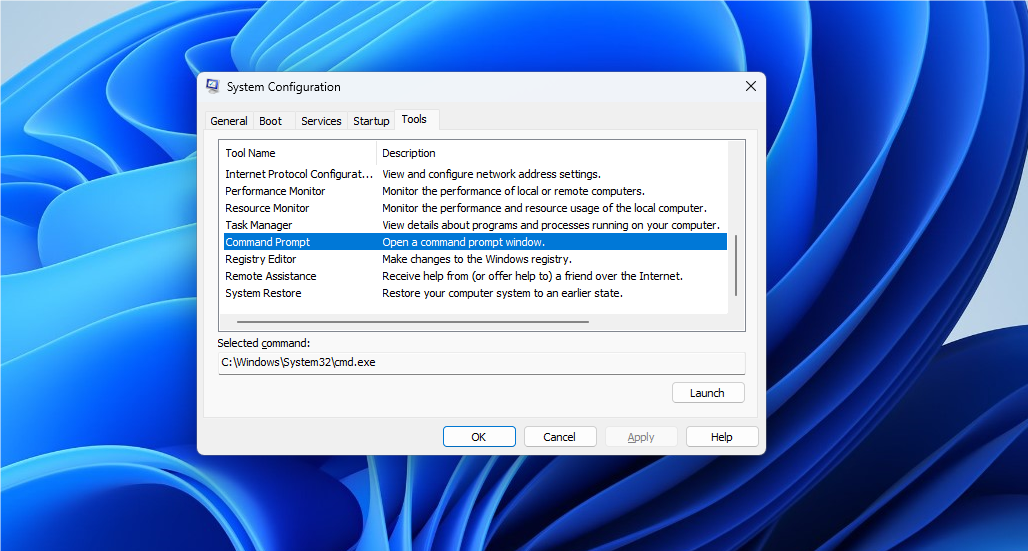 System Configuration
General Boot Services Startup Tools
Tool Name Description
Internet Protocol Configurat... View and configure network address settings.
Performance Monitor Monitor the performance of local or remote computers.
Resource Monitor Monitor the performance and resource usage of the local computer.
Task Manager View details about programs and processes running on your computer.
Command Prompt Open a command prompt window.
Registry Editor Make changes to the Windows registry.
Remote Assistance Receive help from (or offer help to) a friend over the Internet.
System Restore Restore your computer system to an earlier state.
Selected command:
C:\Windows\System32\cmd.exe
Launch
OK Cancel Apply Help